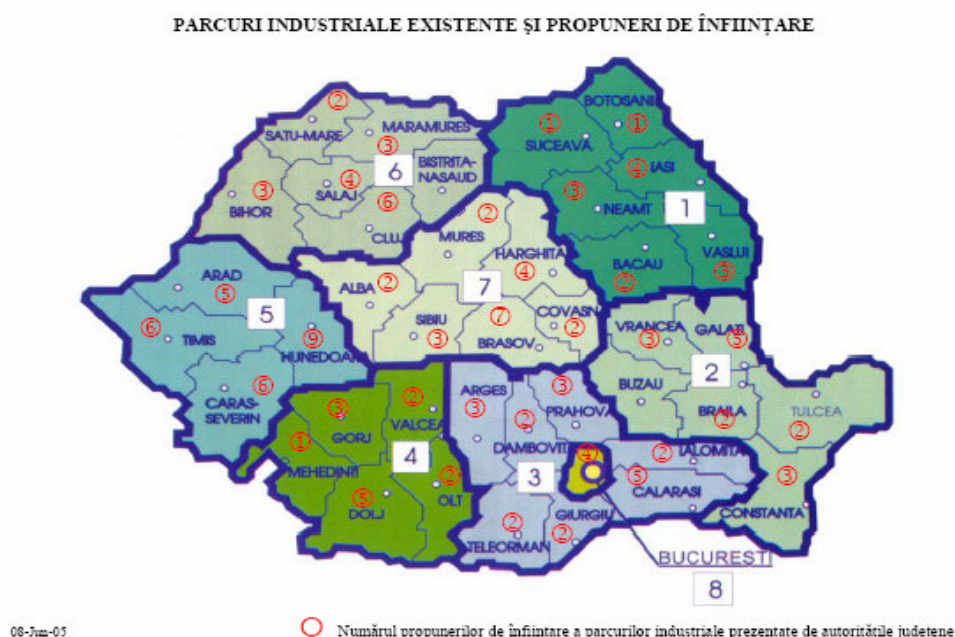 PARCURI INDUSTRIALE EXISTENTE ŞI PROPUNERI DE ÎNFIINŢARE
2
BOTOSANI
SATU-MARE
MARAMURES
1
1
SUCEAVA
3
BISTRITA-
NASAUD
6
4
IASI
4
SALAJ
3
BIHOR
6
3
NEAMT
1
CLUJ
2
MURES
VASLUI
HARGHITA
BACAU
3
4
2
ARAD
5
5
ALBA
2
7
6
TIMIS
9
HUNEDOARA
SIBIU
7
COVASN
2
3
BRASOV
VRANCEA
3
GALATI
5
2
CARAS-
SEVERIN
6
ARGES
3
3
PRAHOVA
BUZAU
BRAILA
2
TULCEA
2
2
VALCEA
3
GORJ
2
DAMBOVIT
1
MEHEDINTI
4
3
4
2
IALOMITA
2
OLT
5
CALARASI
3
CONSTANTA
5
DOLJ
2
TELEORMAN
GIURGIU
2
BUCURESTI
8
08-Jun-05
Numărul propunerilor de înfiintare a parcurilor industriale prezentate de autoritătile judetene